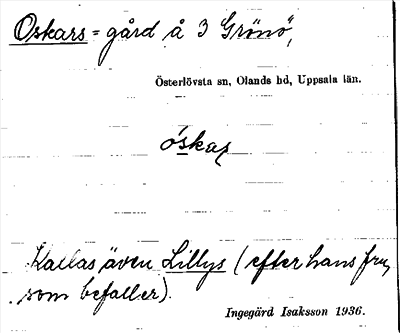 Oskars = gård å 3 Grönö",
Österlövsta sn, Olands hd, Uppsala län.
óskas
Kallas även Lillys (efter hans fru,
som befaller).
Ingegärd Isaksson 1936.